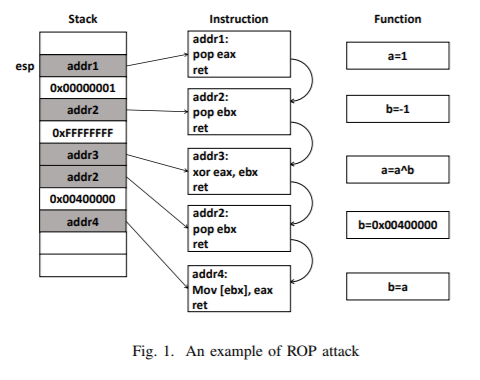 Stack
Instruction
Function
esp
addr1
0x00000001
addr2
0xFFFFFFFF
addr3
addr2
0x00400000
addr4
addr1:
pop eax
ret
addr2:
pop ebx
ret
addr3:
xor eax, ebx
ret
addr2:
pop ebx
ret
addr4:
Mov [ebx], eax
ret
a=1
b=-1
a=a^b
b=0x00400000
b=a
Fig. 1. An example of ROP attack